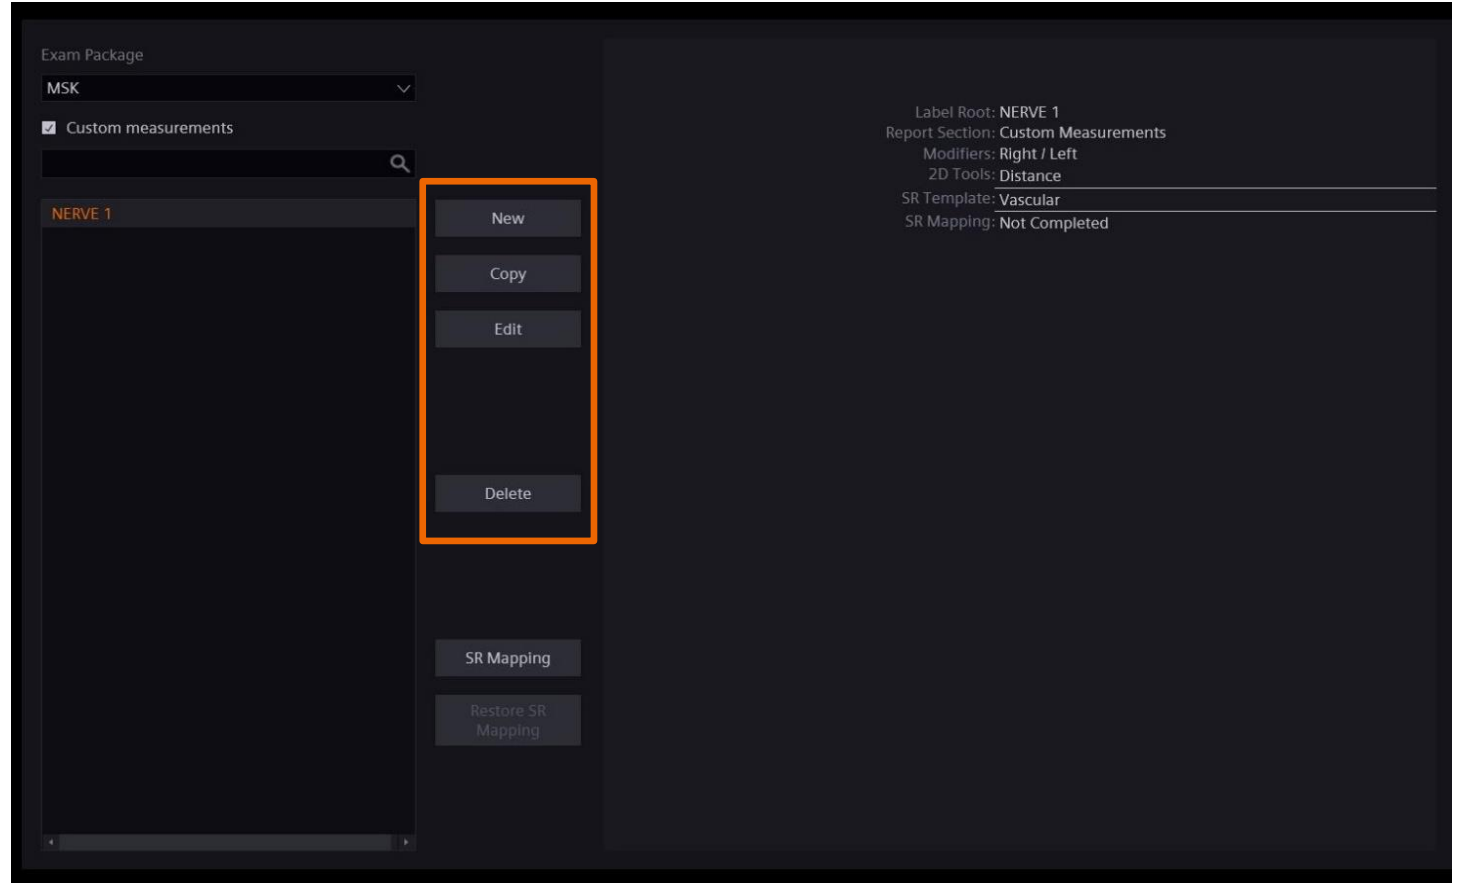 Exam Package
MSK
Custom measurements
NERVE 1
New
Copy
Edit
Delete
SR Mapping
Restore SR
Mapping
Label Root: NERVE 1
Report Section: Custom Measurements
Modifiers: Right / Left
2D Tools: Distance
SR Template: Vascular
SR Mapping: Not Completed